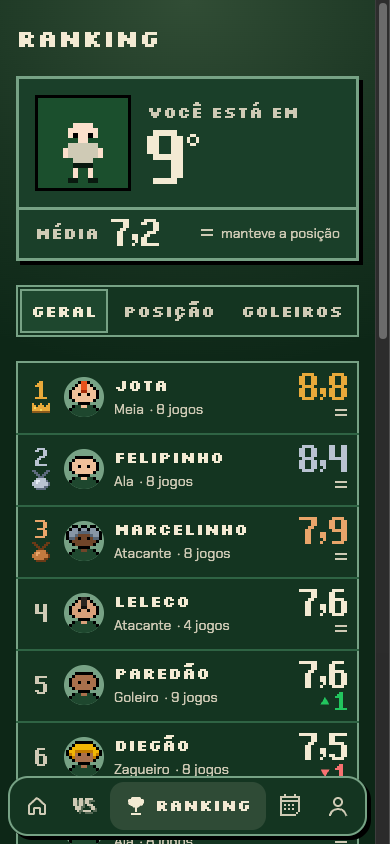 RANKING
VOCÊ ESTÁ EM
9°
MÉDIA 7,2 = manteve a posição
GERAL POSIÇÃO GOLEIROS
1 JOTA 8,8
Meia · 8 jogos =
2 FELIPINHO 8,4
Ala · 8 jogos =
3 MARCELINHO 7,9
Atacante · 8 jogos =
4 LELECO 7,6
Atacante · 4 jogos =
5 PAREDÃO 7,6
Goleiro · 9 jogos ▲1
6 DIEGÃO 7,5
Zagueiro · 8 jogos ▼1
VS RANKING